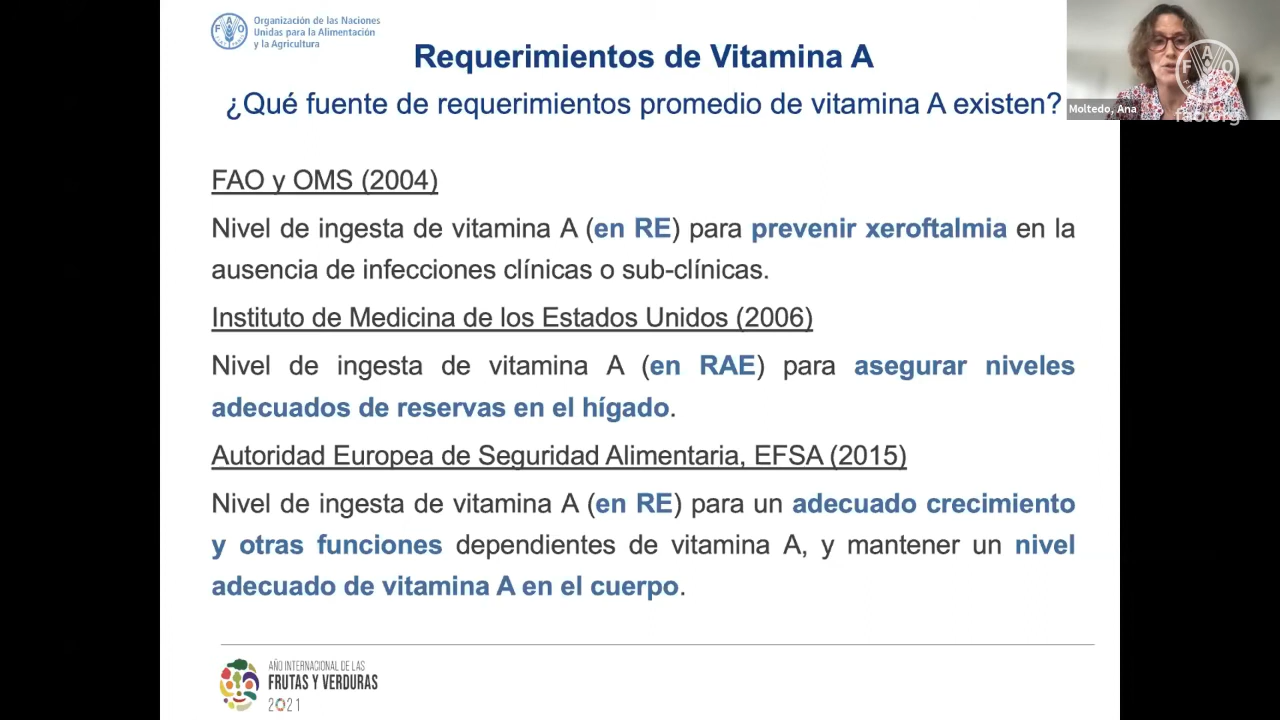 Organización de las Naciones
Unidas para la Alimentación
y la Agricultura
Requerimientos de Vitamina A
¿Qué fuente de requerimientos promedio de vitamina A existen?
Moltedo, Ana
FAO
fao.org
FAO y OMS (2004)
Nivel de ingesta de vitamina A (en RE) para prevenir xeroftalmia en la
ausencia de infecciones clínicas o sub-clínicas.
Instituto de Medicina de los Estados Unidos (2006)
Nivel de ingesta de vitamina A (en RAE) para asegurar niveles
adecuados de reservas en el hígado.
Autoridad Europea de Seguridad Alimentaria, EFSA (2015)
Nivel de ingesta de vitamina A (en RE) para un adecuado crecimiento
y otras funciones dependientes de vitamina A, y mantener un nivel
adecuado de vitamina A en el cuerpo.
AÑO INTERNACIONAL DE LAS
FRUTAS Y VERDURAS
2021